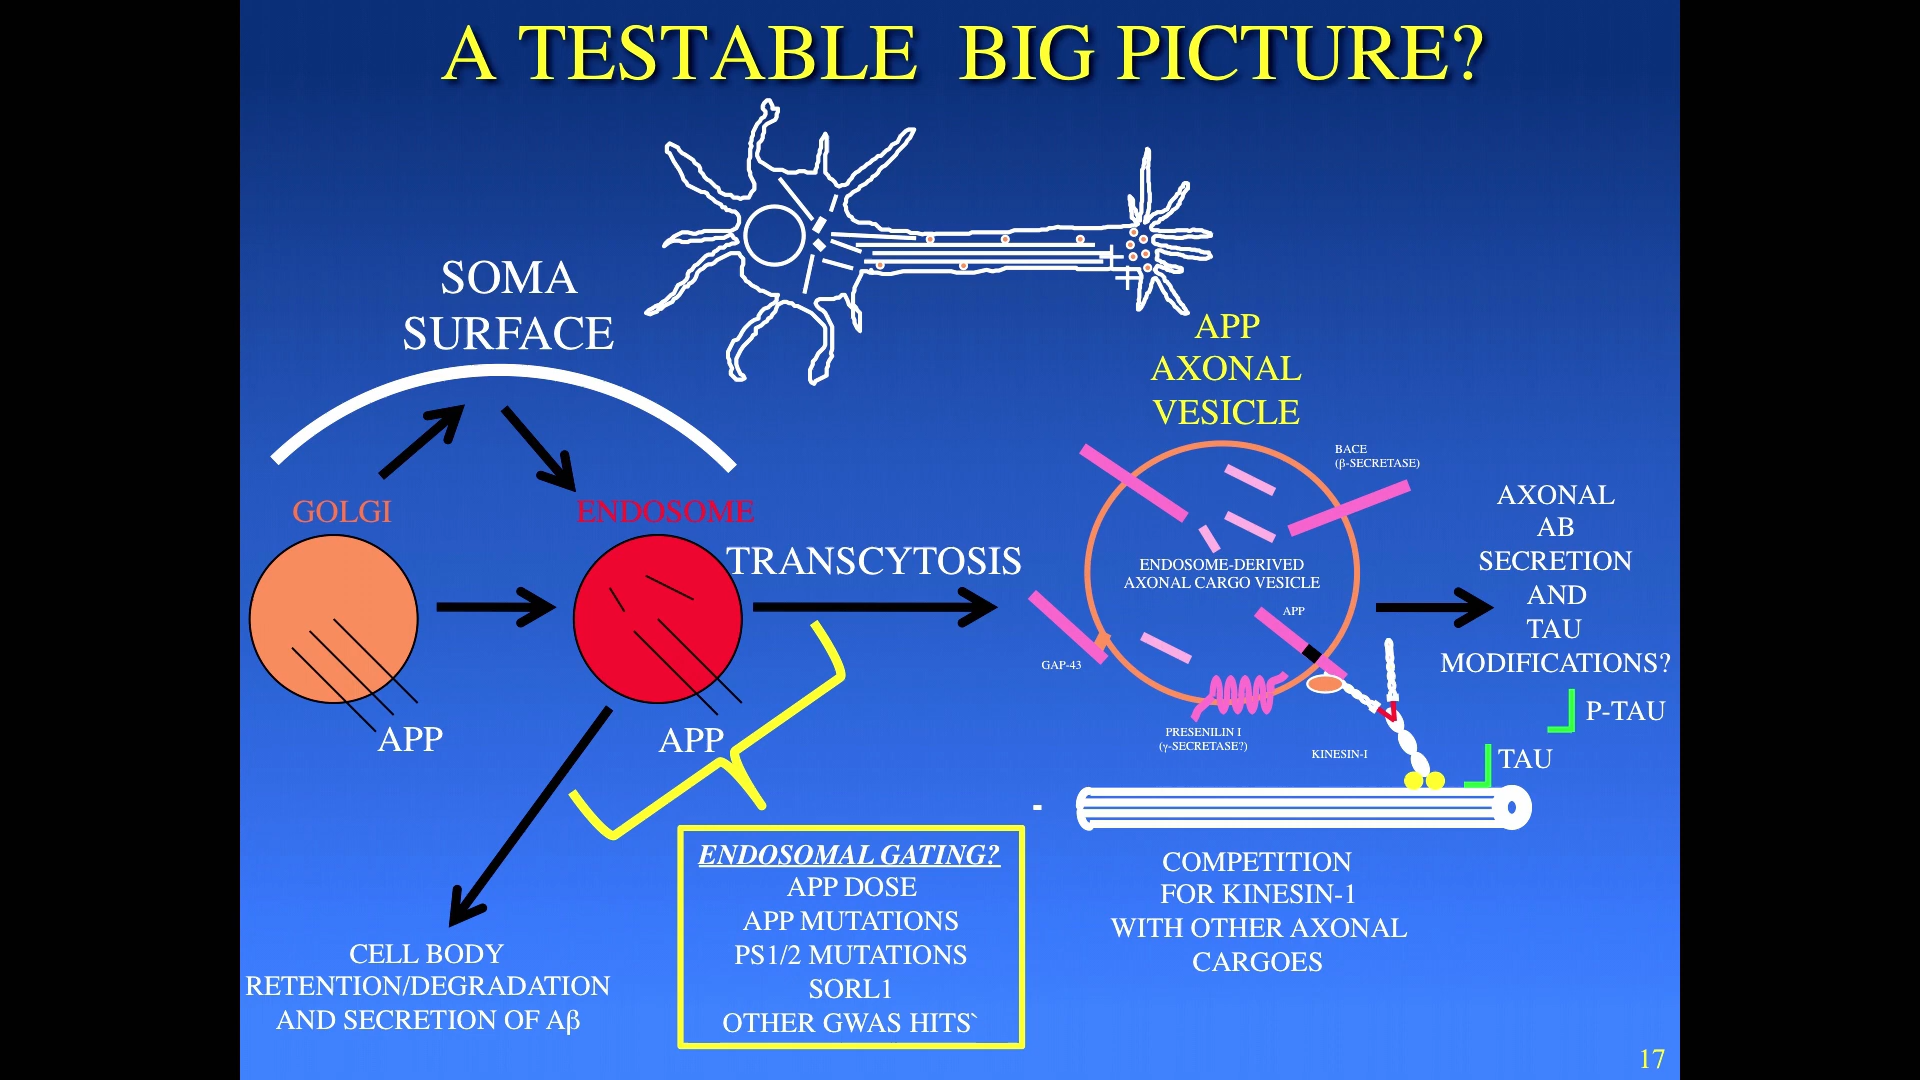 A TESTABLE BIG PICTURE?
SOMA
SURFACE
APP
AXONAL
VESICLE
GOLGI
ENDOSOME
TRANSCYTOSIS
APP
APP
BACE
(β-SECRETASE)
ENDOSOME-DERIVED
AXONAL CARGO VESICLE
APP
GAP-43
PRESENILIN I
(γ-SECRETASE?)
KINESIN-I
AXONAL
AB
SECRETION
AND
TAU
MODIFICATIONS?
P-TAU
TAU
-
ENDOSOMAL GATING?
APP DOSE
APP MUTATIONS
PS1/2 MUTATIONS
SORL1
OTHER GWAS HITS`
CELL BODY
RETENTION/DEGRADATION
AND SECRETION OF Aβ
COMPETITION
FOR KINESIN-1
WITH OTHER AXONAL
CARGOES
17